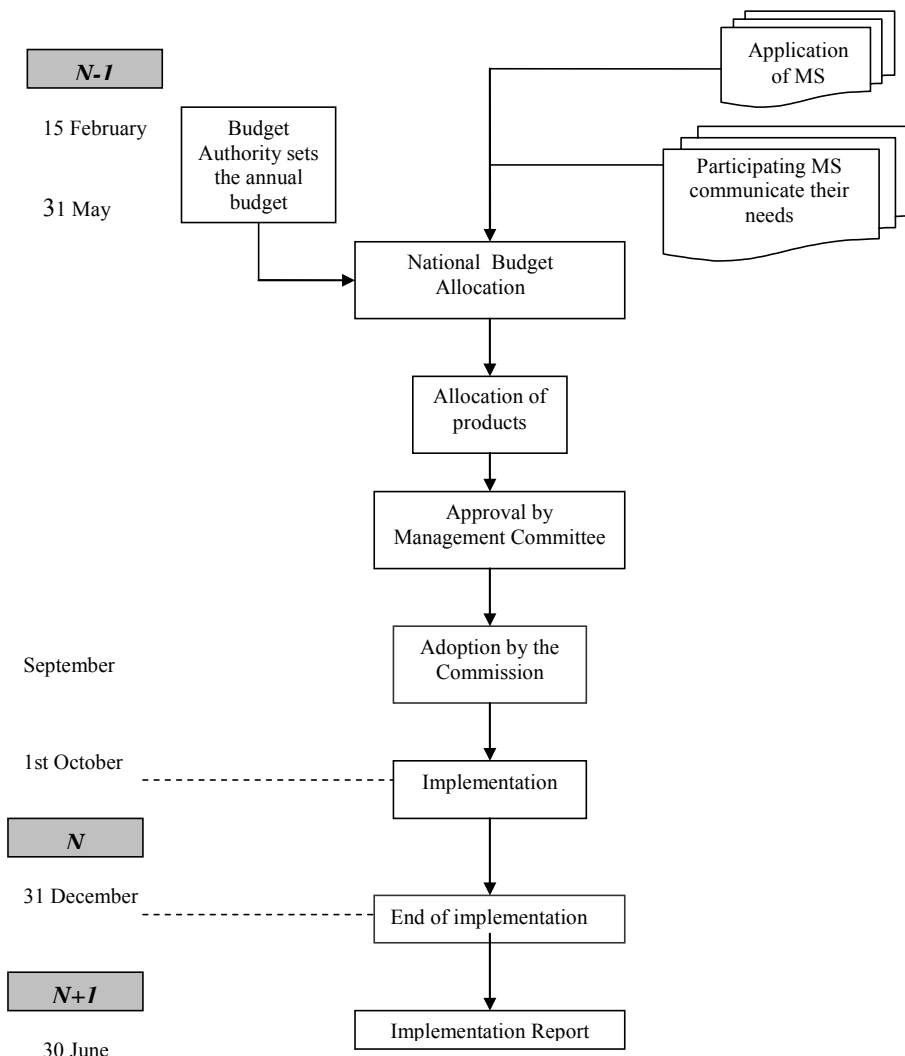 Application
of MS
N-1
15 February
Budget
Authority sets
the annual
budget
Participating MS
communicate their
needs
31 May
National Budget
Allocation
Allocation of
products
Approval by
Management Committee
September
Adoption by the
Commission
1st October
Implementation
N
31 December
End of implementation
N+1
Implementation Report
30 June